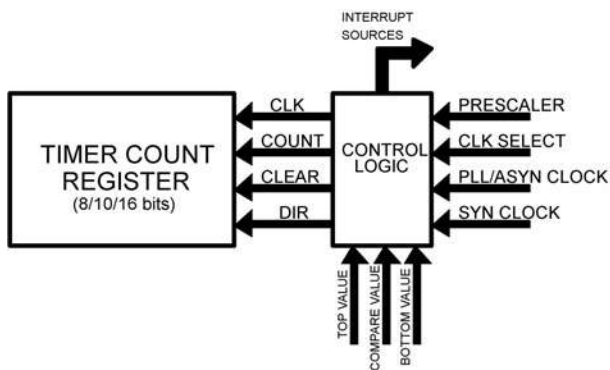 INTERRUPT
SOURCES
TIMER COUNT
REGISTER
(8/10/16 bits)
CLK
COUNT
CLEAR
DIR
CONTROL
LOGIC
PRESCALER
CLK SELECT
PLL/ASYN CLOCK
SYN CLOCK
TOP VALUE
COMPARE VALUE
BOTTOM VALUE